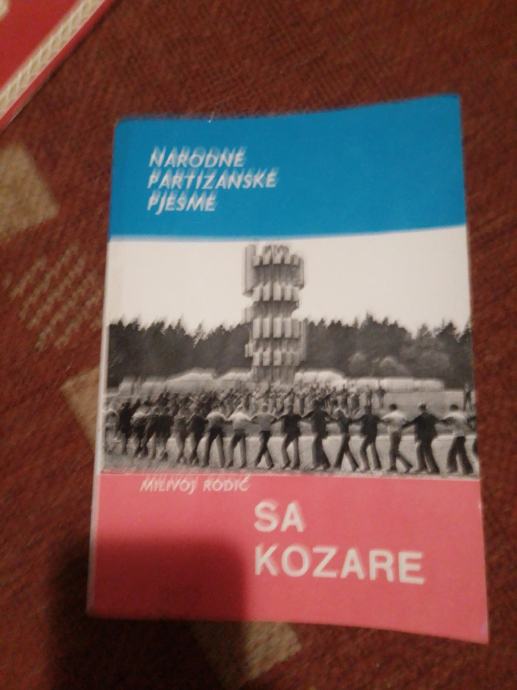 NARODNE
PARTIZANSKE
PJESME
MILIVOJ RODIĆ
SA
KOZARE